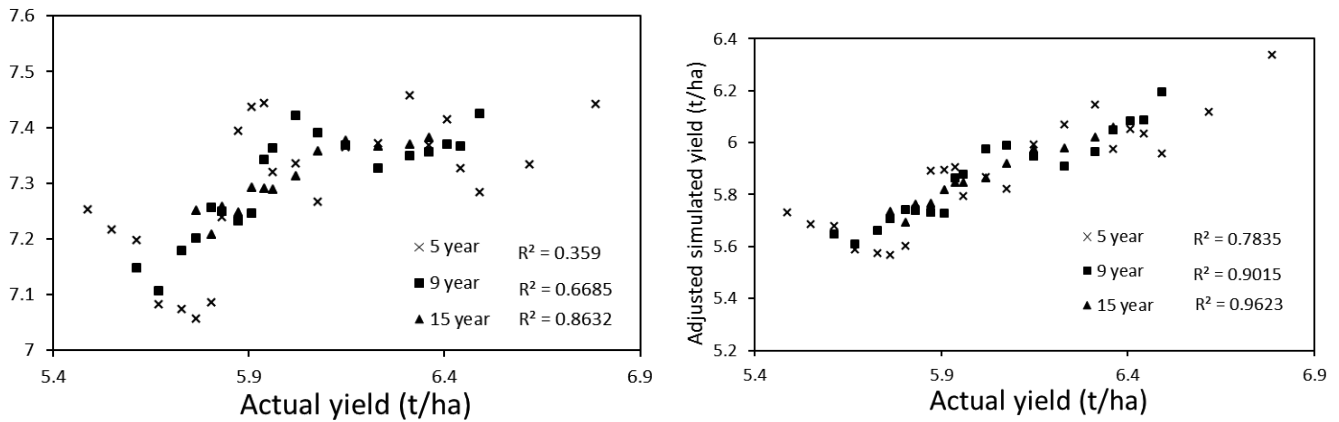 7.6
7.5
7.4
7.3
7.2
7.1
7
5.4 5.9 6.4 6.9
Actual yield (t/ha)
× 5 year R² = 0.359
■ 9 year R² = 0.6685
▲ 15 year R² = 0.8632
Adjusted simulated yield (t/ha)
6.4
6.2
6
5.8
5.6
5.4
5.2
5.4 5.9 6.4 6.9
Actual yield (t/ha)
× 5 year R² = 0.7835
■ 9 year R² = 0.9015
▲ 15 year R² = 0.9623